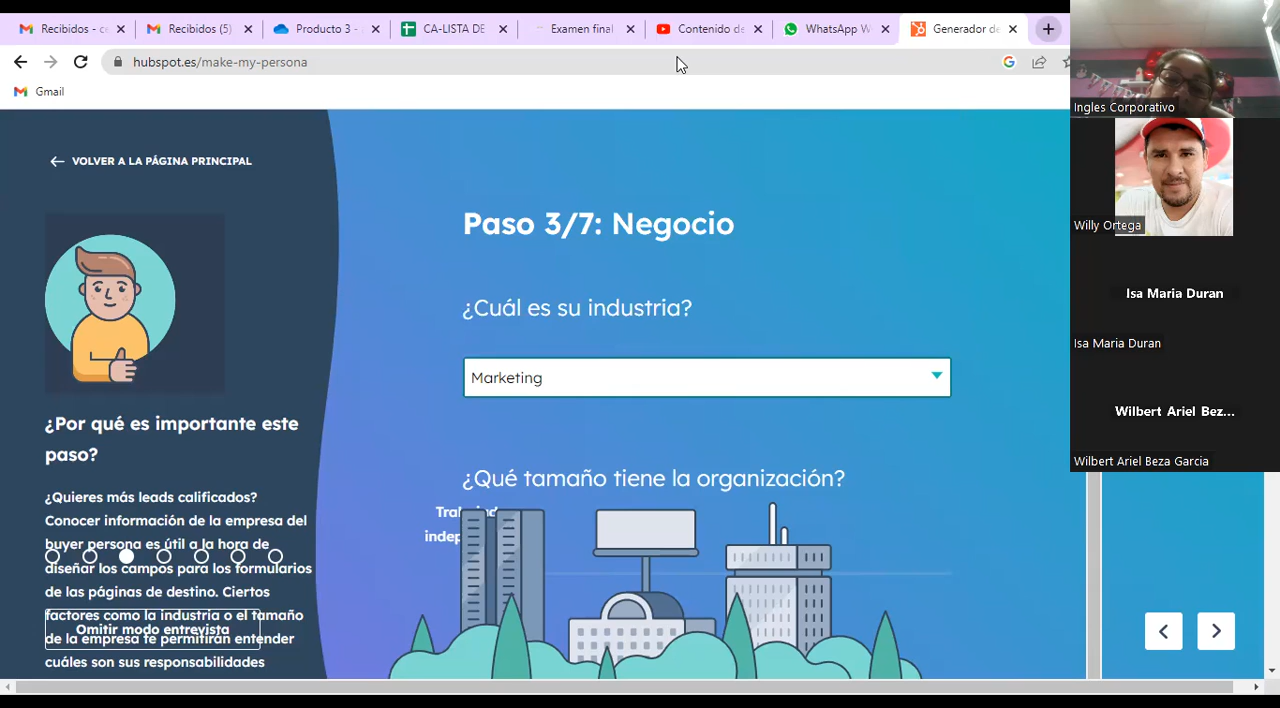 Recibidos - ce
Recibidos (5)
Producto 3 -
CA-LISTA DE
Examen final
Contenido de
WhatsApp W
Generador de
hubspot.es/make-my-persona
Gmail
VOLVER A LA PÁGINA PRINCIPAL
¿Por qué es importante este
paso?
¿Quieres más leads calificados?
Conocer información de la empresa del
buyer persona es útil a la hora de
diseñar los campos para los formularios
de las páginas de destino. Ciertos
factores como la industria o el tamaño
Omitir modo entrevista
de la empresa te permitirán entender
cuáles son sus responsabilidades
Paso 3/7: Negocio
¿Cuál es su industria?
Marketing
¿Qué tamaño tiene la organización?
Ingles Corporativo
Willy Ortega
Isa Maria Duran
Isa Maria Duran
Wilbert Ariel Bez...
Wilbert Ariel Beza Garcia